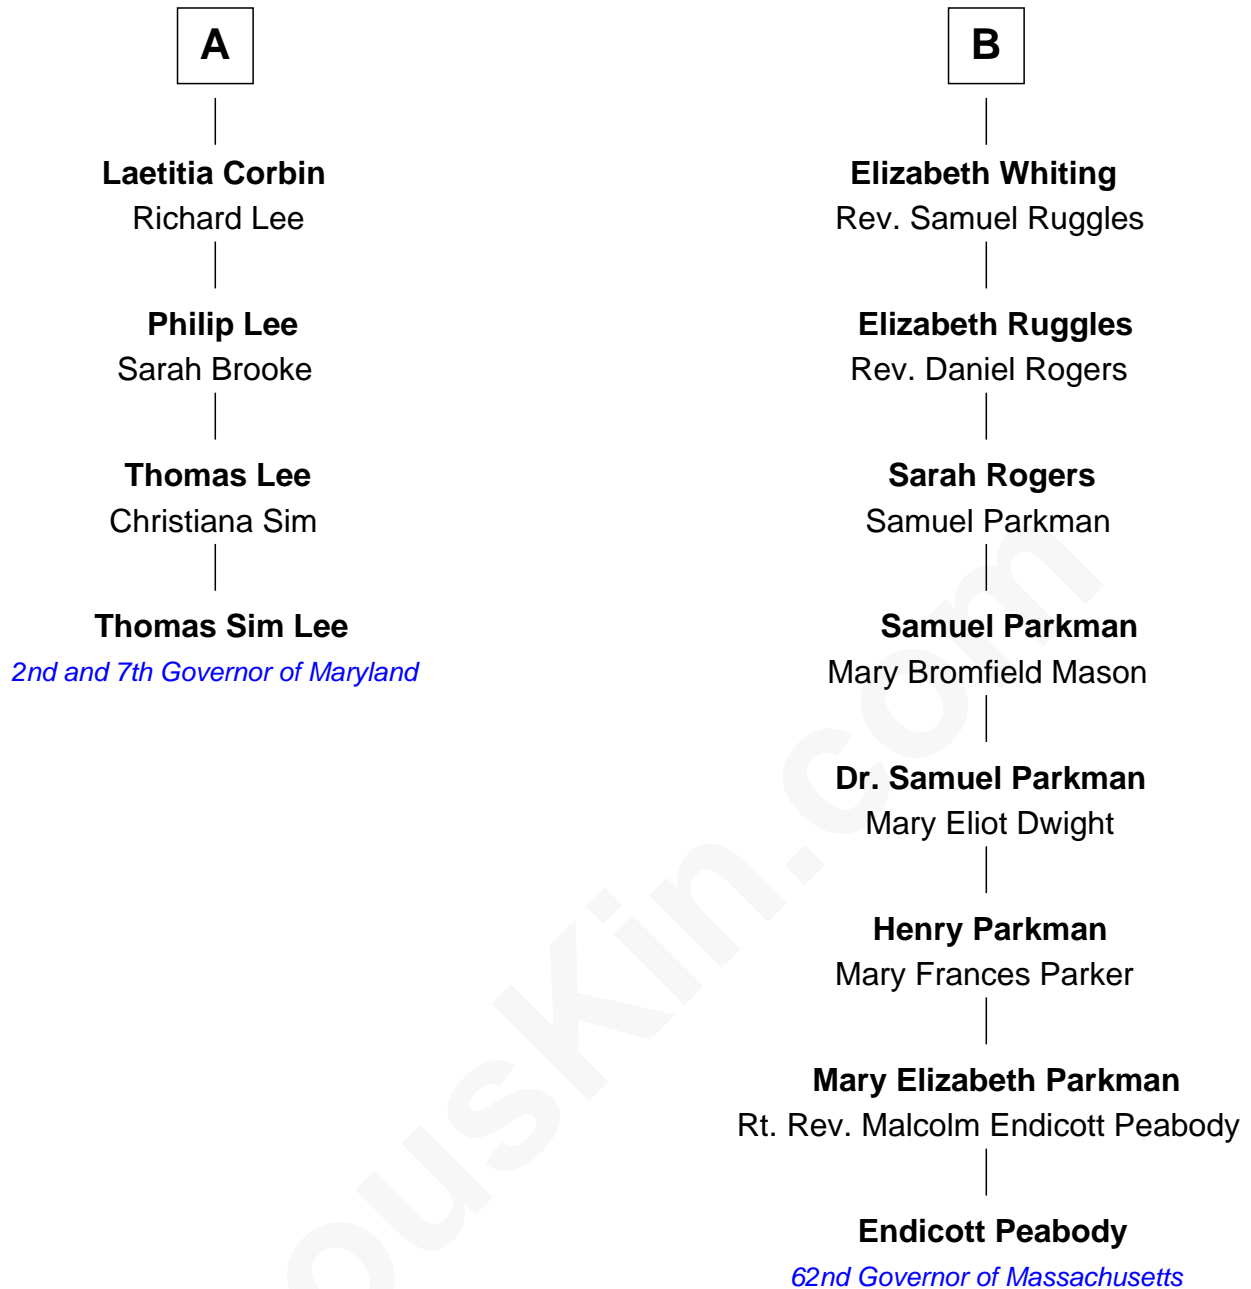 A
Laetitia Corbin
Richard Lee
Philip Lee
Sarah Brooke
Thomas Lee
Christiana Sim
Thomas Sim Lee
2nd and 7th Governor of Maryland
B
Elizabeth Whiting
Rev. Samuel Ruggles
Elizabeth Ruggles
Rev. Daniel Rogers
Sarah Rogers
Samuel Parkman
Samuel Parkman
Mary Bromfield Mason
Dr. Samuel Parkman
Mary Eliot Dwight
Henry Parkman
Mary Frances Parker
Mary Elizabeth Parkman
Rt. Rev. Malcolm Endicott Peabody
Endicott Peabody
62nd Governor of Massachusetts
ousKin.com